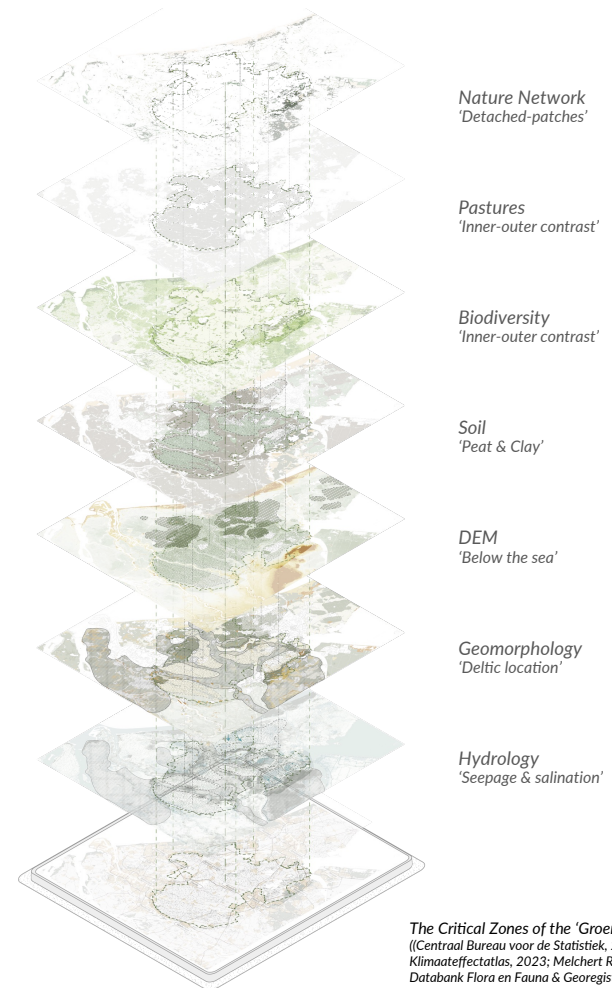 Nature Network
‘Detached-patches’
Pastures
‘Inner-outer contrast’
Biodiversity
‘Inner-outer contrast’
Soil
‘Peat & Clay’
DEM
‘Below the sea’
Geomorphology
‘Deltic location’
Hydrology
‘Seepage & salination’
The Critical Zones of the ‘Groe
((Centraal Bureau voor de Statistiek,
Klimaateffectatlas, 2023; Melchert R
Databank Flora en Fauna & Georegis